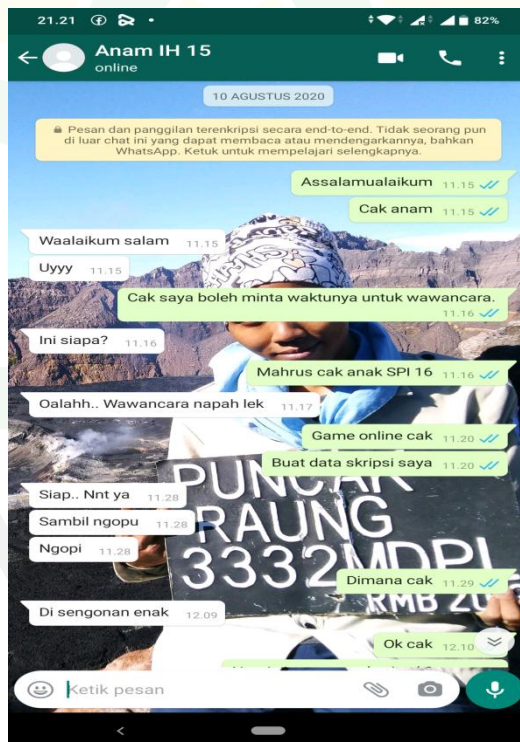 21.21
82%
Anam IH 15
online
10 AGUSTUS 2020
Pesan dan panggilan terenkripsi secara end-to-end. Tidak seorang pun
di luar chat ini yang dapat membaca atau mendengarkannya, bahkan
WhatsApp. Ketuk untuk mempelajari selengkapnya.
Assalamualaikum 11.15
Cak anam 11.15
Waalaikum salam 11.15
Uyyy 11.15
Cak saya boleh minta waktunya untuk wawancara.
11.16
Ini siapa? 11.16
Mahrus cak anak SPI 16 11.16
Oalahh.. Wawancara napah lek 11.17
Game online cak 11.20
Buat data skripsi saya 11.20
Siap.. Nnt ya 11.28
Sambil ngopu 11.28
Ngopi 11.28
Dimana cak 11.29
Di sengonan enak 12.09
Ok cak 12.10
PUNCAK
RAUNG
3332MDPL
RMB
Ketik pesan